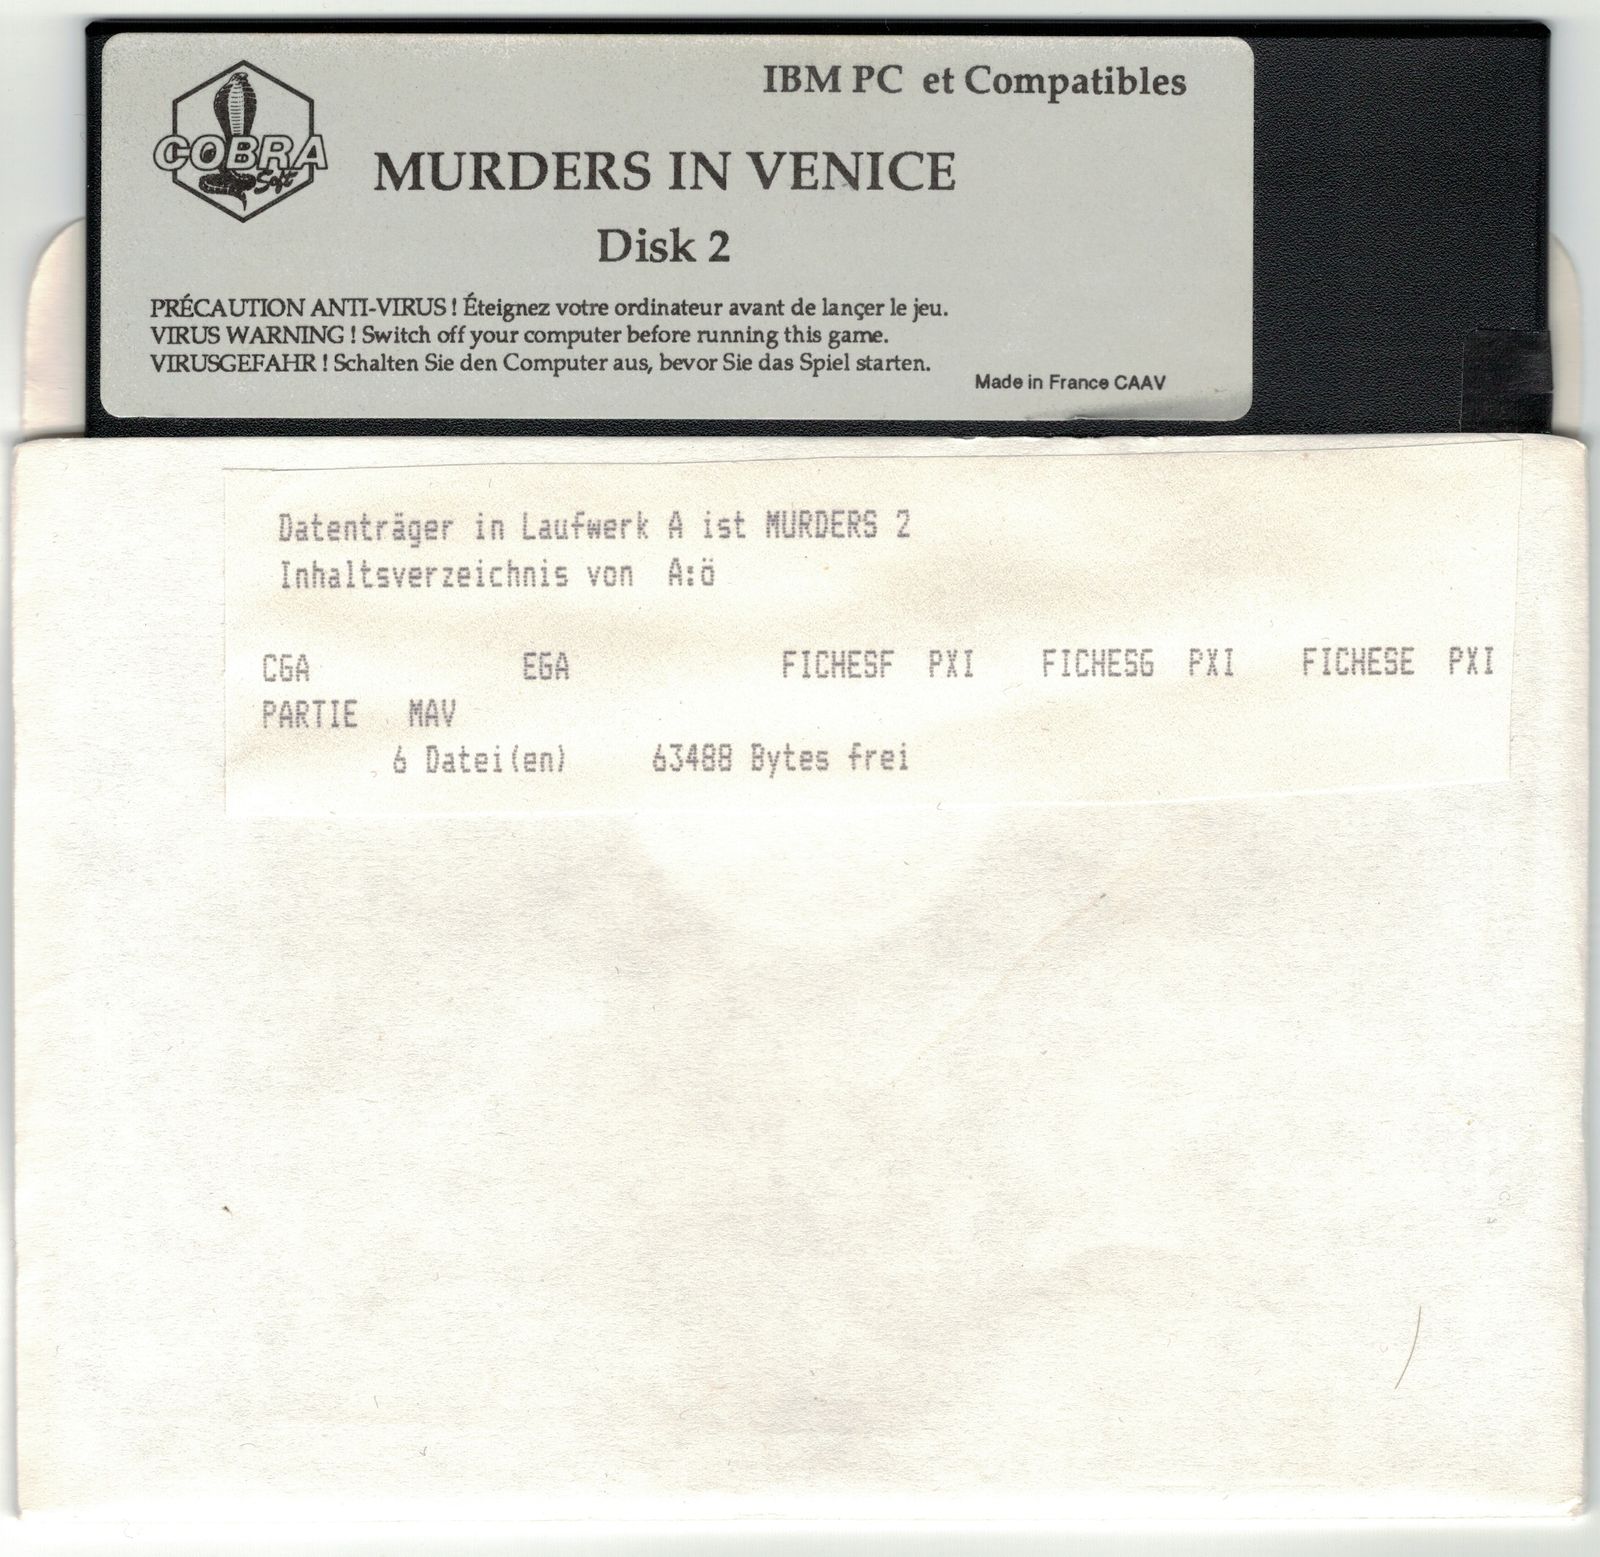 IBM PC et Compatibles
COBRA
Soft
MURDERS IN VENICE
Disk 2
PRÉCAUTION ANTI-VIRUS ! Éteignez votre ordinateur avant de lançer le jeu.
VIRUS WARNING ! Switch off your computer before running this game.
VIRUSGEFAHR ! Schalten Sie den Computer aus, bevor Sie das Spiel starten.
Made in France CAAV
Datenträger in Laufwerk A ist MURDERS 2
Inhaltsverzeichnis von A:ö
CGA EGA FICHESF PXI FICHESG PXI FICHESE PXI
PARTIE MAV
6 Datei(en) 63488 Bytes frei